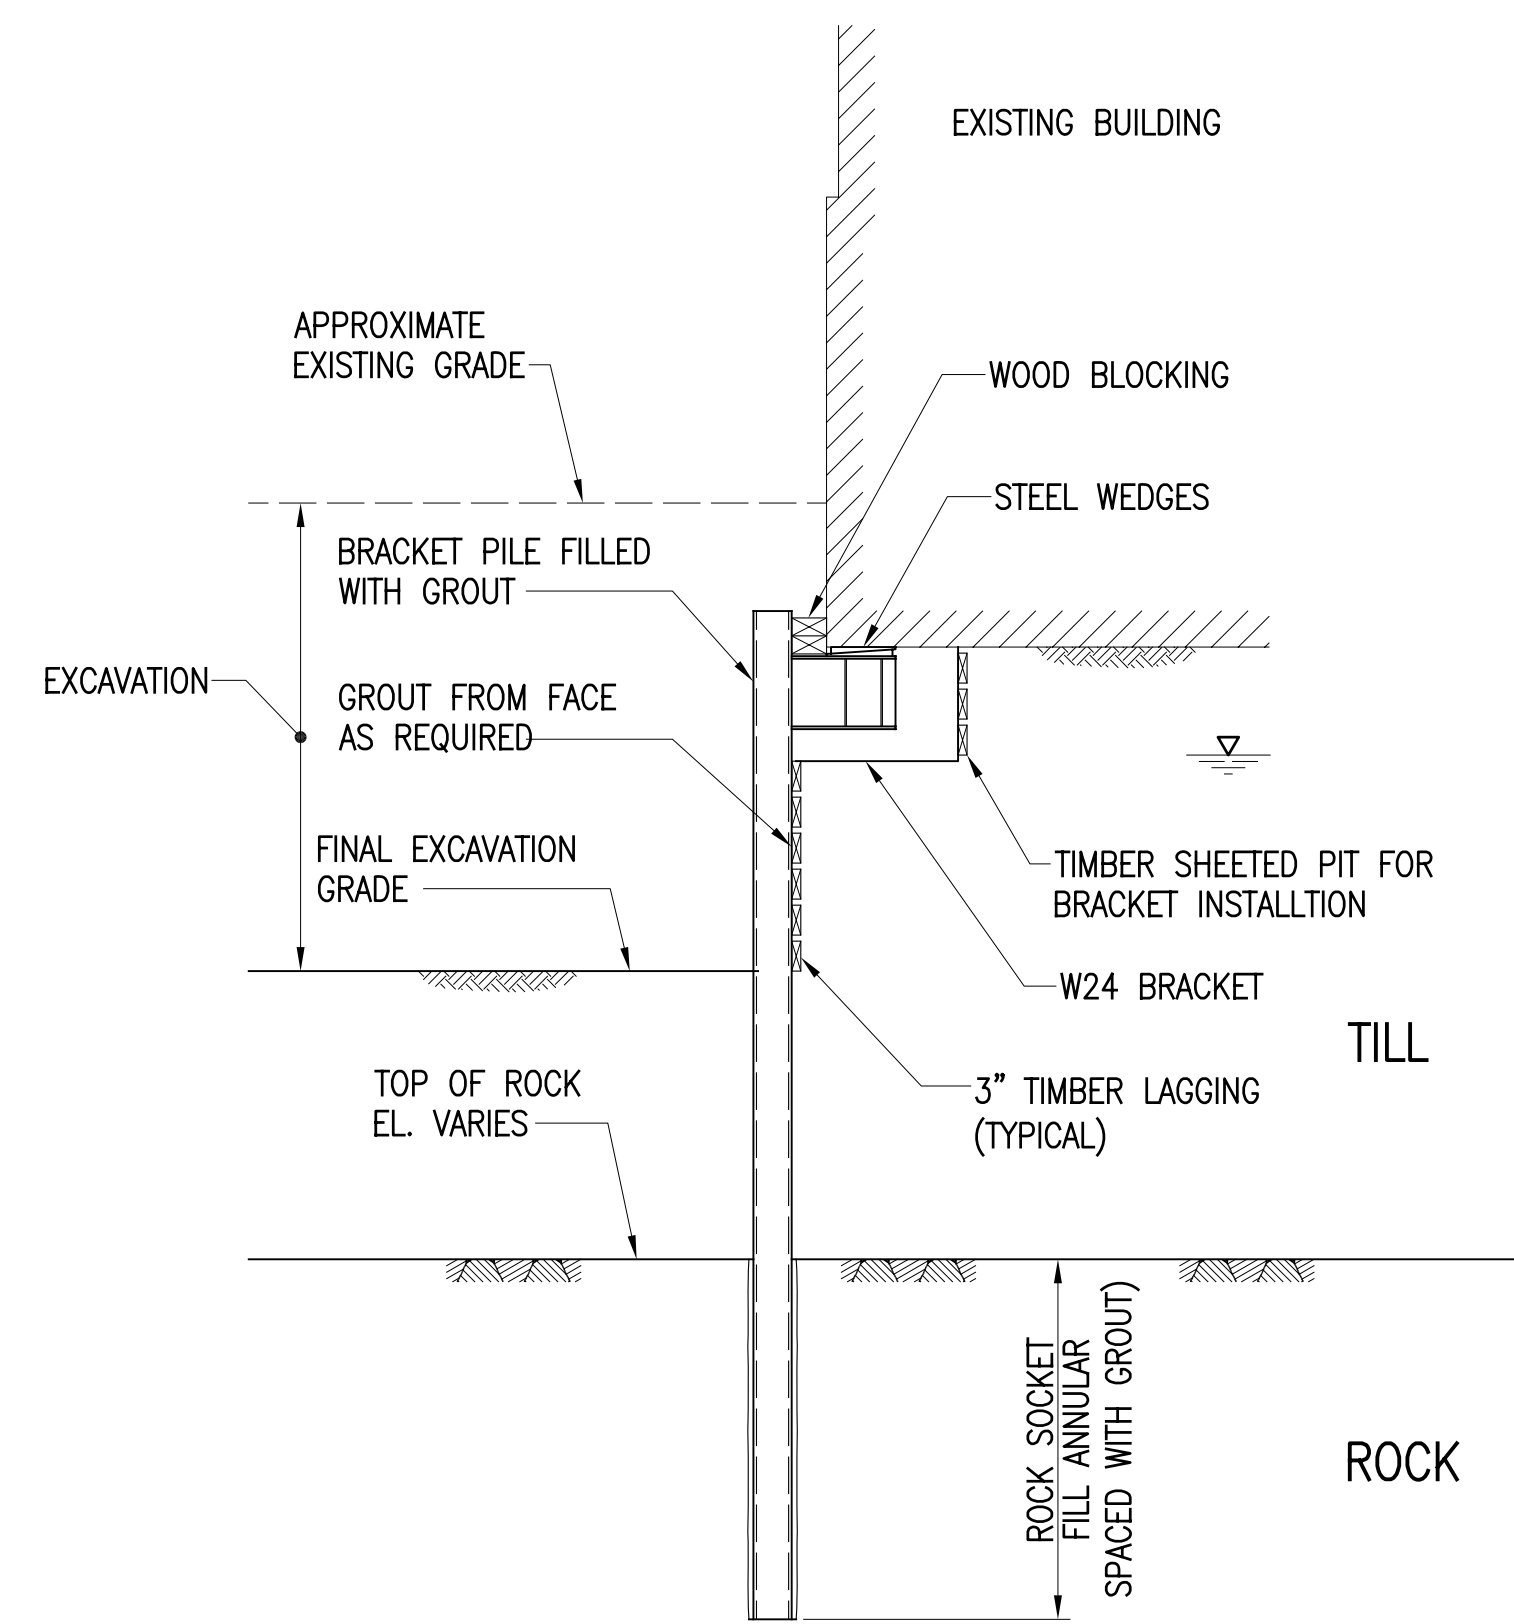 EXISTING BUILDING
APPROXIMATE
EXISTING GRADE
WOOD BLOCKING
STEEL WEDGES
BRACKET PILE FILLED
WITH GROUT
EXCAVATION
GROUT FROM FACE
AS REQUIRED
FINAL EXCAVATION
GRADE
TIMBER SHEETED PIT FOR
BRACKET INSTALLTION
W24 BRACKET
TILL
TOP OF ROCK
EL. VARIES
3" TIMBER LAGGING
(TYPICAL)
ROCK SOCKET
FILL ANNULAR
SPACED WITH GROUT)
ROCK